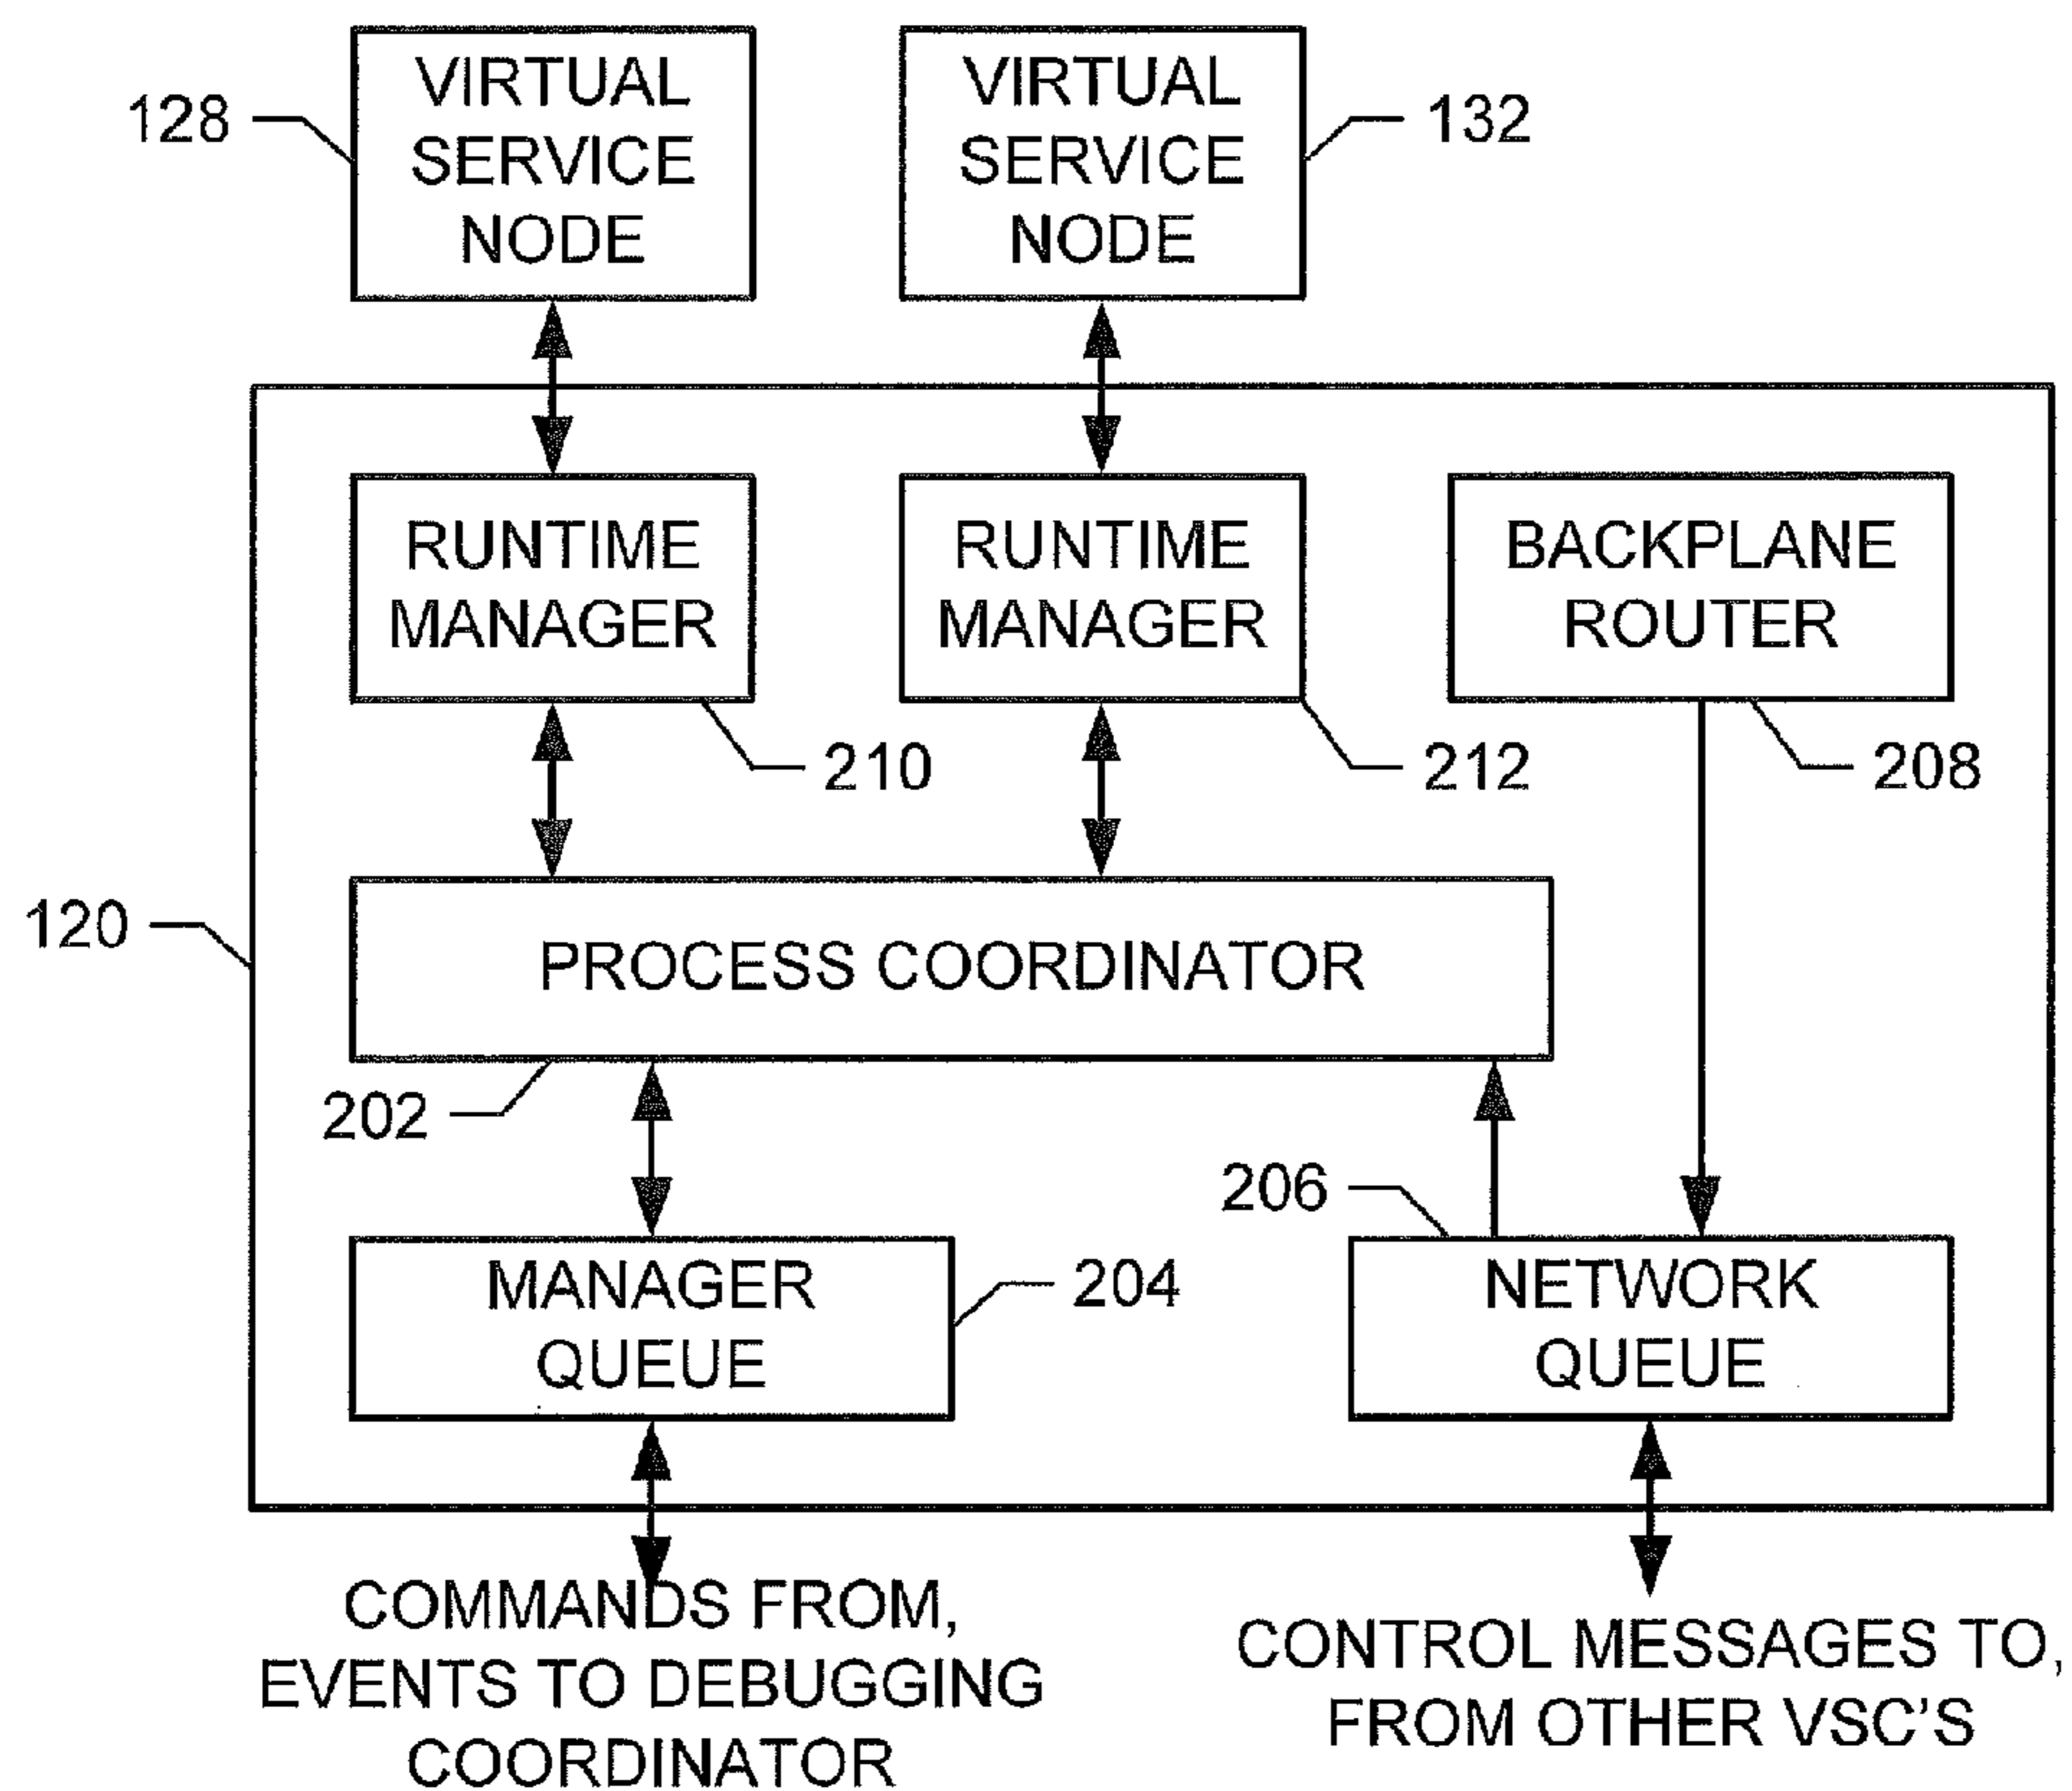 VIRTUAL
SERVICE
NODE
128
VIRTUAL
SERVICE
NODE
132
RUNTIME
MANAGER
210
RUNTIME
MANAGER
212
BACKPLANE
ROUTER
208
120
PROCESS COORDINATOR
202
206
MANAGER
QUEUE
204
NETWORK
QUEUE
COMMANDS FROM,
EVENTS TO DEBUGGING
COORDINATOR
CONTROL MESSAGES TO,
FROM OTHER VSC'S